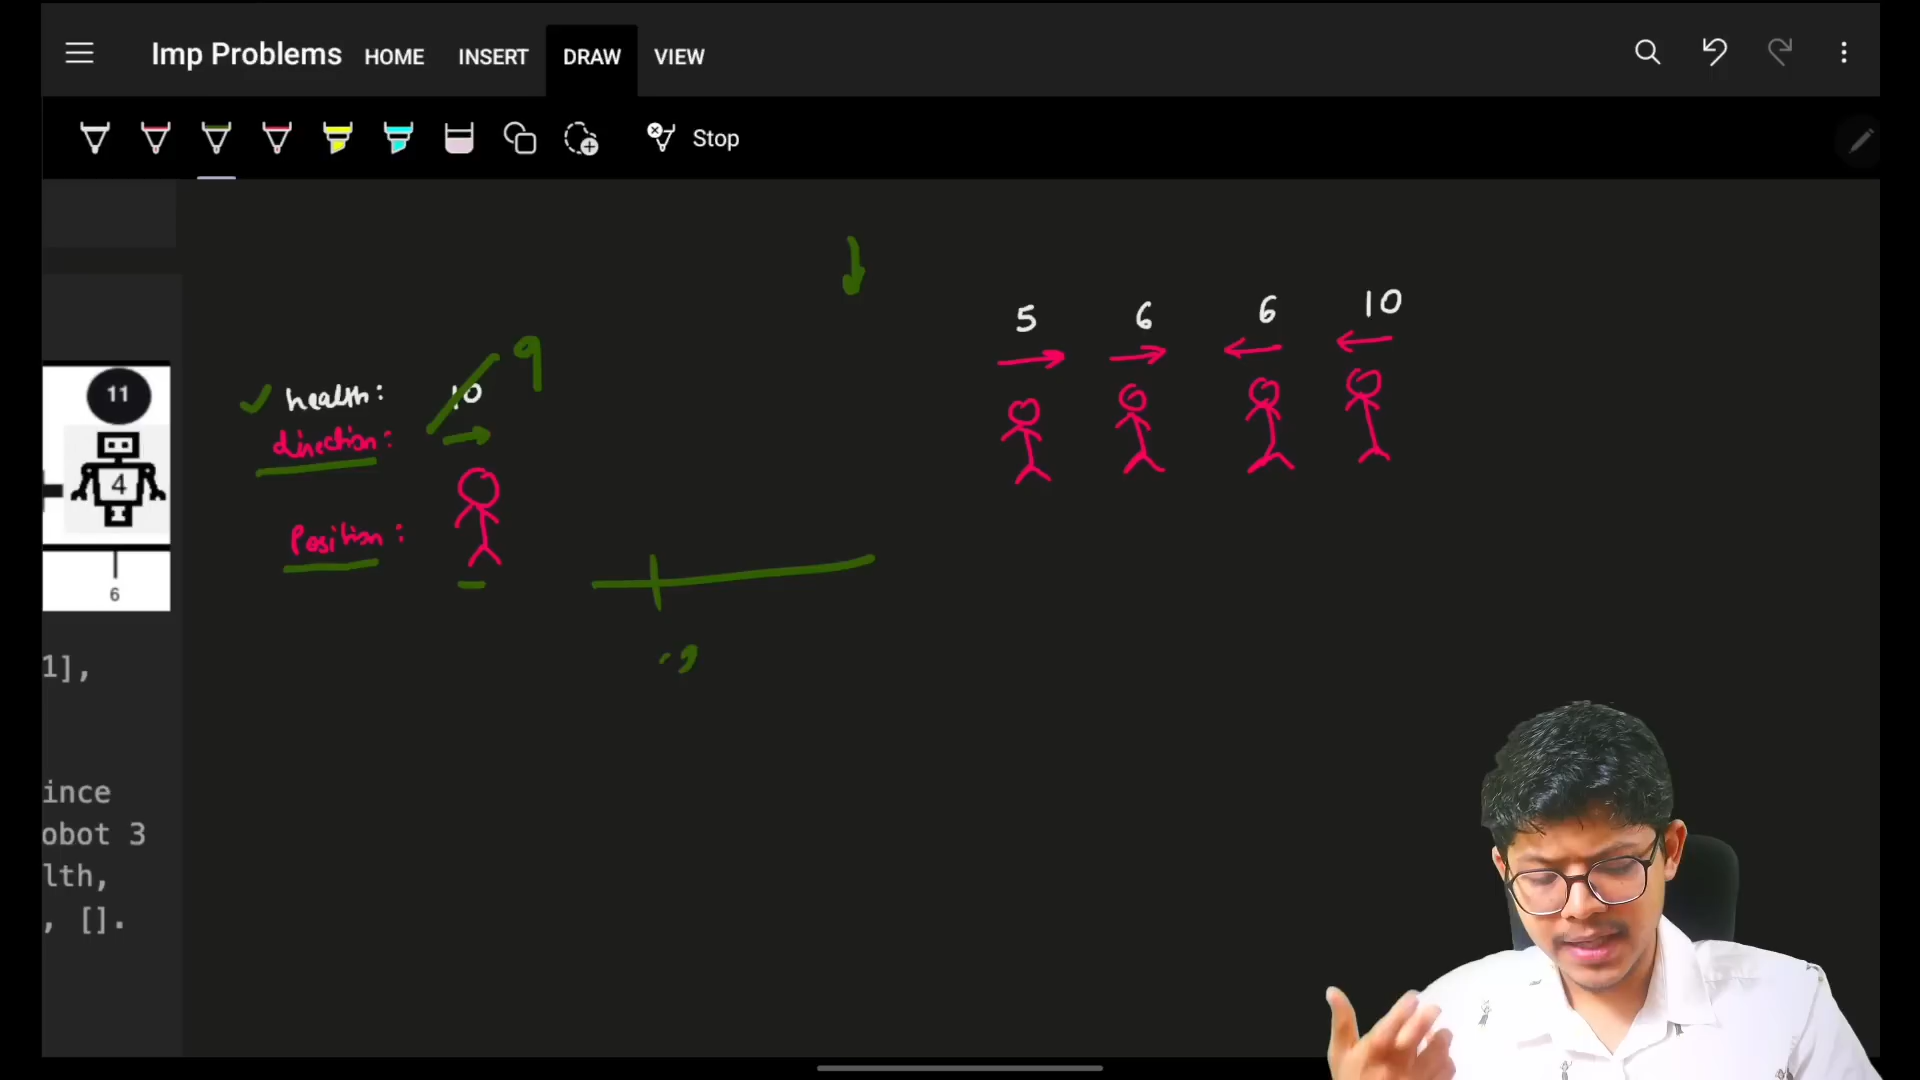 Imp Problems HOME INSERT DRAW VIEW
Stop
5 6 6 10
9
health: 10
direction:
Position:
11
4
6
1],
ince
obot 3
lth,
, [].